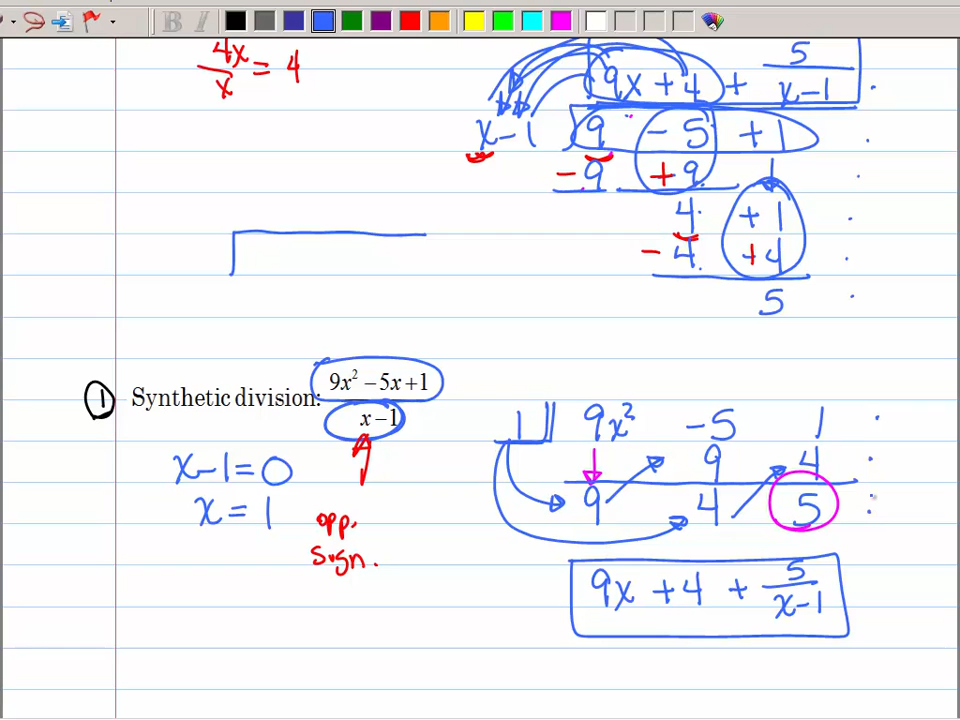 B I U
4x/x = 4
9x + 4 + 5/(x-1)
x-1 ) 9 - 5 + 1
- 9 + 9 1
4 + 1
- 4 + 4
5
1 Synthetic division: (9x² − 5x + 1)/(x − 1)
1 9x² -5 1
9 4
x-1 = 0
9 4 5
x = 1
opp.
Sign.
9x + 4 + 5/(x-1)